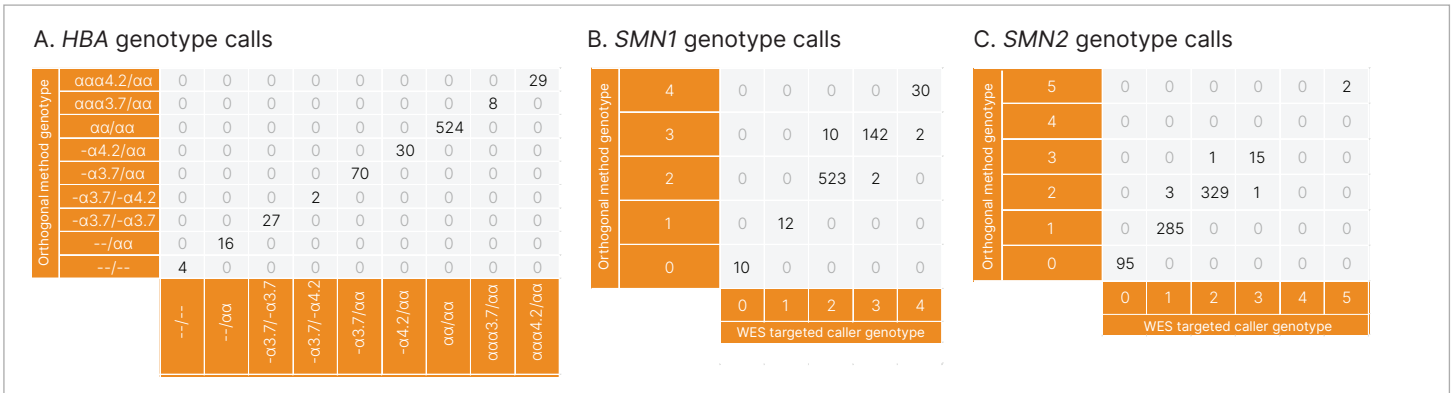 A. HBA genotype calls
Orthogonal method genotype
ααα4.2/αα 0 0 0 0 0 0 0 0 29
ααα3.7/αα 0 0 0 0 0 0 0 8 0
αα/αα 0 0 0 0 0 0 524 0 0
-α4.2/αα 0 0 0 0 0 30 0 0 0
-α3.7/αα 0 0 0 0 70 0 0 0 0
-α3.7/-α4.2 0 0 0 2 0 0 0 0 0
-α3.7/-α3.7 0 0 27 0 0 0 0 0 0
--/αα 0 16 0 0 0 0 0 0 0
--/-- 4 0 0 0 0 0 0 0 0
--/-- --/αα -α3.7/-α3.7 -α3.7/-α4.2 -α3.7/αα -α4.2/αα αα/αα ααα3.7/αα ααα4.2/αα
B. SMN1 genotype calls
Orthogonal method genotype
4 0 0 0 0 30
3 0 0 10 142 2
2 0 0 523 2 0
1 0 12 0 0 0
0 10 0 0 0 0
0 1 2 3 4
WES targeted caller genotype
C. SMN2 genotype calls
Orthogonal method genotype
5 0 0 0 0 0 2
4 0 0 0 0 0 0
3 0 0 1 15 0 0
2 0 3 329 1 0 0
1 0 285 0 0 0 0
0 95 0 0 0 0 0
0 1 2 3 4 5
WES targeted caller genotype